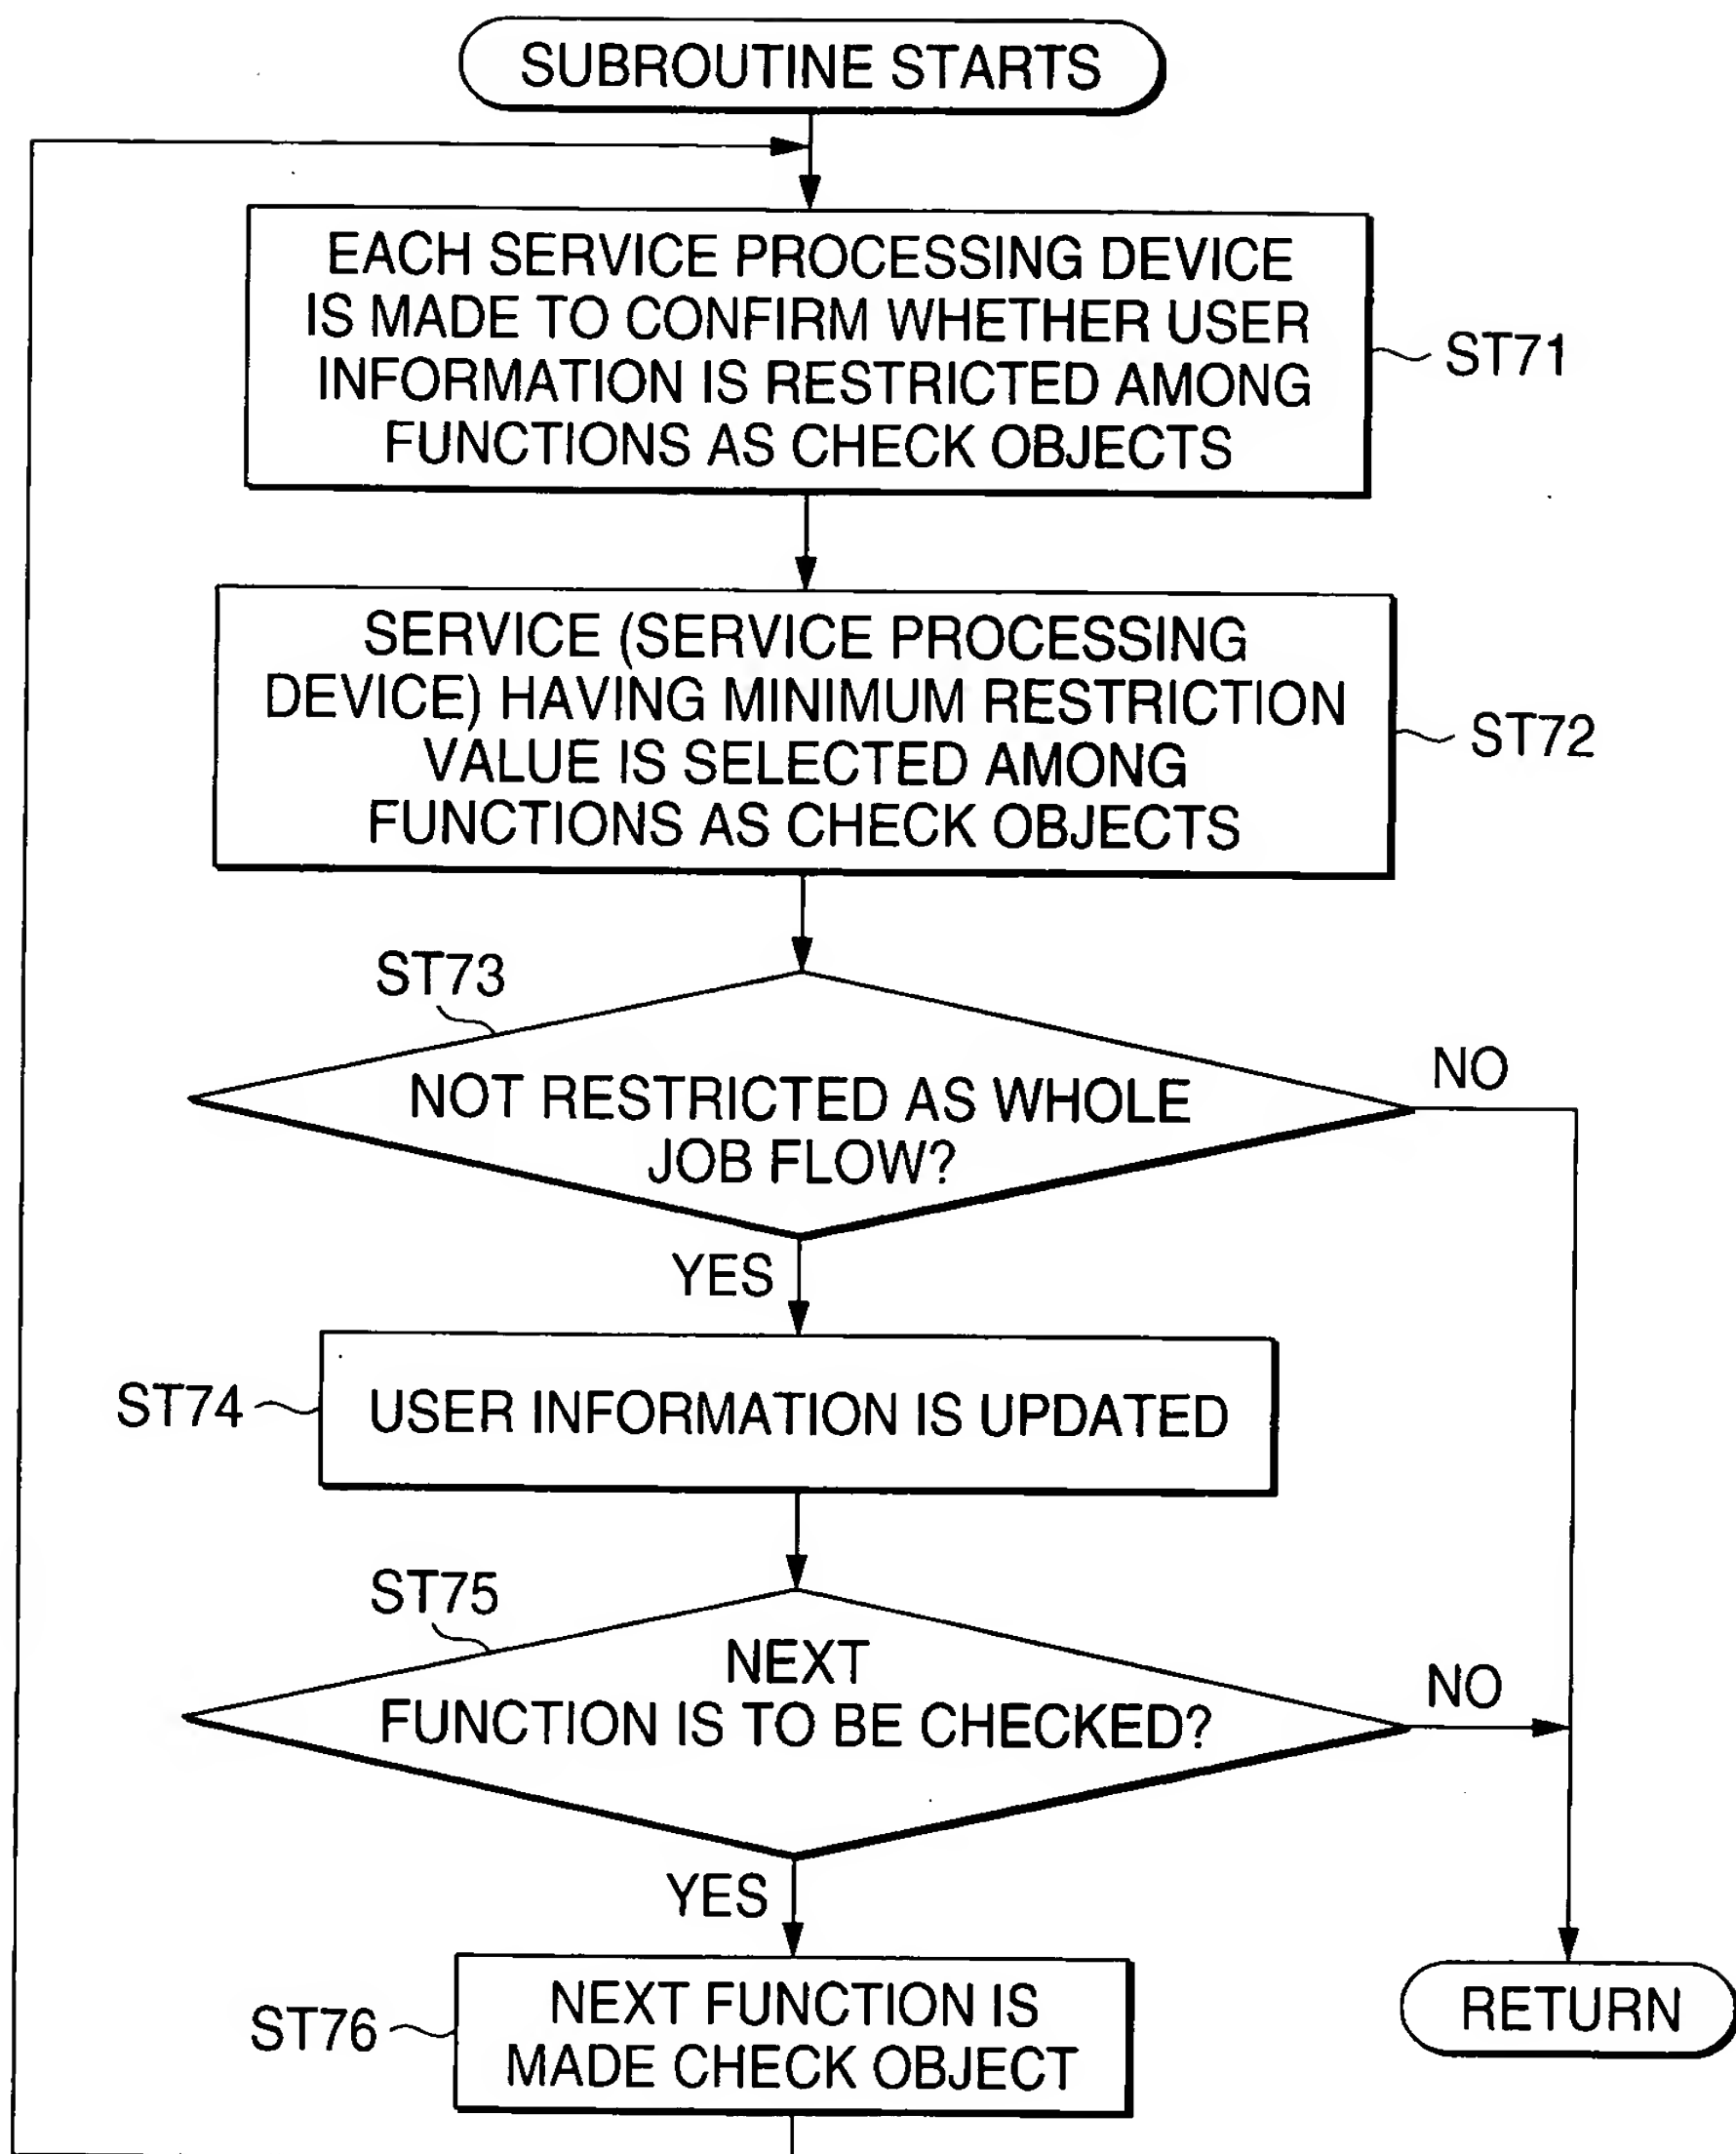 SUBROUTINE STARTS
EACH SERVICE PROCESSING DEVICE
IS MADE TO CONFIRM WHETHER USER
INFORMATION IS RESTRICTED AMONG
FUNCTIONS AS CHECK OBJECTS
ST71
SERVICE (SERVICE PROCESSING
DEVICE) HAVING MINIMUM RESTRICTION
VALUE IS SELECTED AMONG
FUNCTIONS AS CHECK OBJECTS
ST72
ST73
NOT RESTRICTED AS WHOLE
JOB FLOW?
NO
YES
ST74
USER INFORMATION IS UPDATED
ST75
NEXT
FUNCTION IS TO BE CHECKED?
NO
YES
ST76
NEXT FUNCTION IS
MADE CHECK OBJECT
RETURN